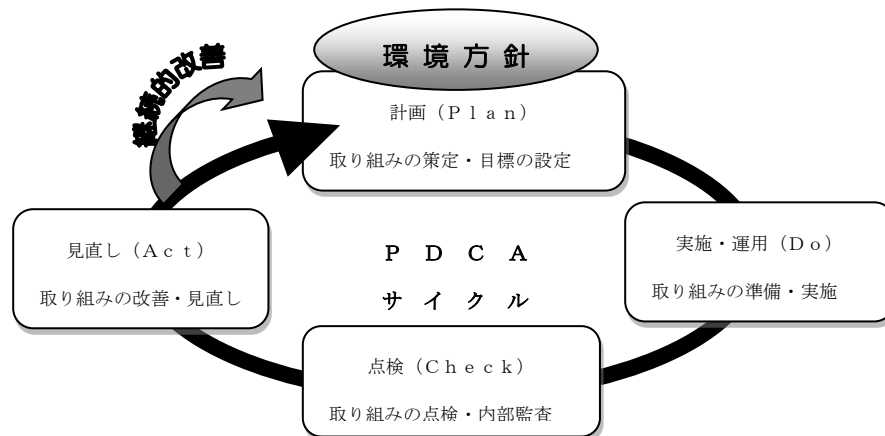 環境方針
継続的改善
計画（Ｐｌａｎ）
取り組みの策定・目標の設定
見直し（Ａｃｔ）
取り組みの改善・見直し
ＰＤＣＡ
サイクル
実施・運用（Ｄｏ）
取り組みの準備・実施
点検（Ｃｈｅｃｋ）
取り組みの点検・内部監査